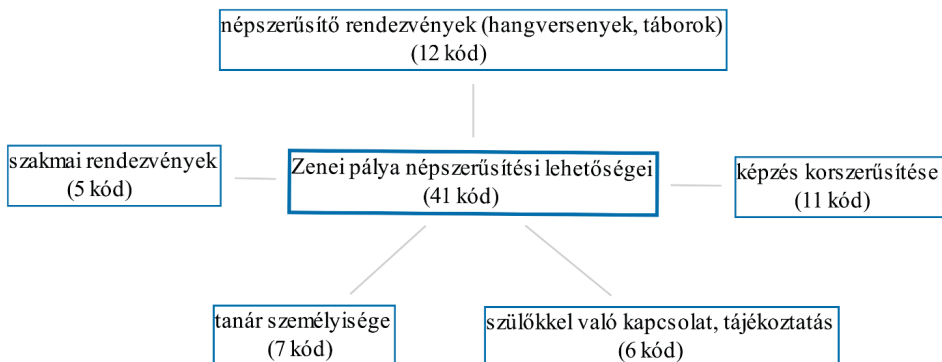 népszerűsítő rendezvények (hangversenyek, táborok)
(12 kód)
szakmai rendezvények
(5 kód)
Zenei pálya népszerűsítési lehetőségei
(41 kód)
képzés korszerűsítése
(11 kód)
tanár személyisége
(7 kód)
szülőkkel való kapcsolat, tájékoztatás
(6 kód)